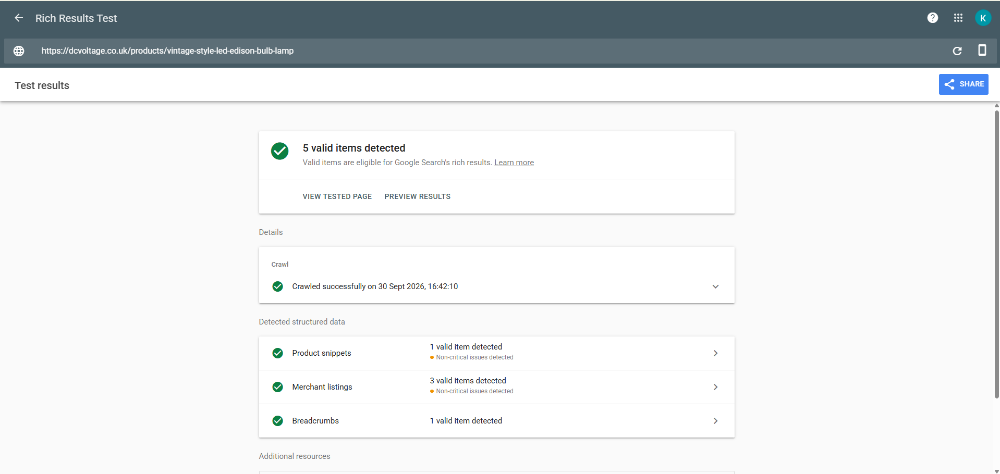 Rich Results Test
K
https://dcvoltage.co.uk/products/vintage-style-led-edison-bulb-lamp
Test results
SHARE
5 valid items detected
Valid items are eligible for Google Search's rich results. Learn more
VIEW TESTED PAGE PREVIEW RESULTS
Details
Crawl
Crawled successfully on 30 Sept 2026, 16:42:10
Detected structured data
Product snippets
1 valid item detected
Non-critical issues detected
Merchant listings
3 valid items detected
Non-critical issues detected
Breadcrumbs
1 valid item detected
Additional resources